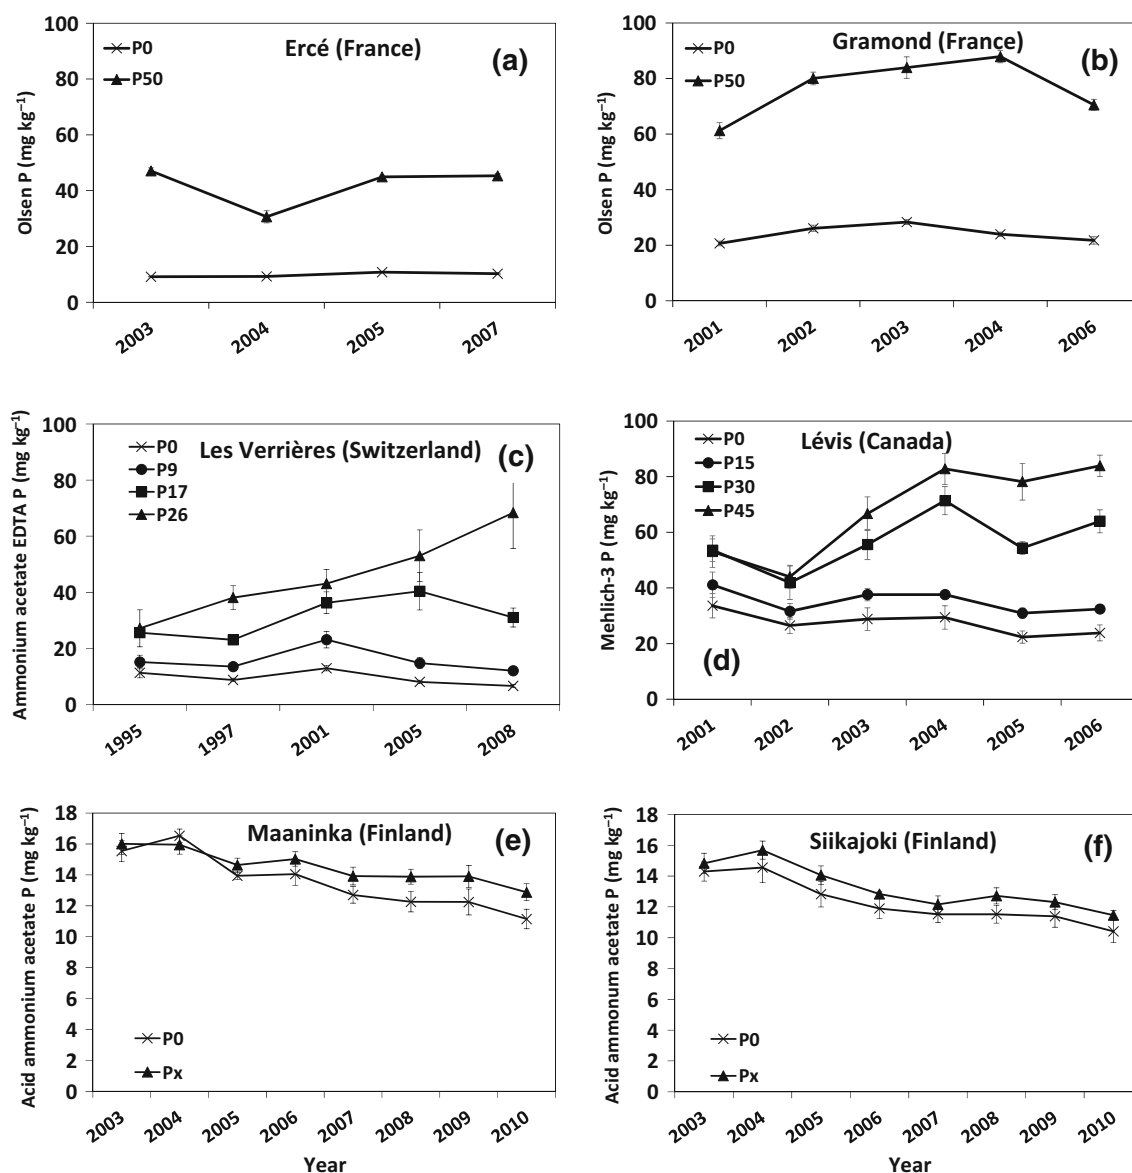 Ercé (France)
(a)
P0
P50
Olsen P (mg kg⁻¹)
100
80
60
40
20
0
2003
2004
2005
2007
Gramond (France)
(b)
P0
P50
Olsen P (mg kg⁻¹)
100
80
60
40
20
0
2001
2002
2003
2004
2006
Les Verrières (Switzerland)
(c)
P0
P9
P17
P26
Ammonium acetate EDTA P (mg kg⁻¹)
100
80
60
40
20
0
1995
1997
2001
2005
2008
Lévis (Canada)
(d)
P0
P15
P30
P45
Mehlich-3 P (mg kg⁻¹)
100
80
60
40
20
0
2001
2002
2003
2004
2005
2006
Maaninka (Finland)
(e)
P0
Px
Acid ammonium acetate P (mg kg⁻¹)
18
16
14
12
10
8
6
4
2
0
2003
2004
2005
2006
2007
2008
2009
2010
Year
Siikajoki (Finland)
(f)
P0
Px
Acid ammonum acetate P (mg kg⁻¹)
18
16
14
12
10
8
6
4
2
0
2003
2004
2005
2006
2007
2008
2009
2010
Year